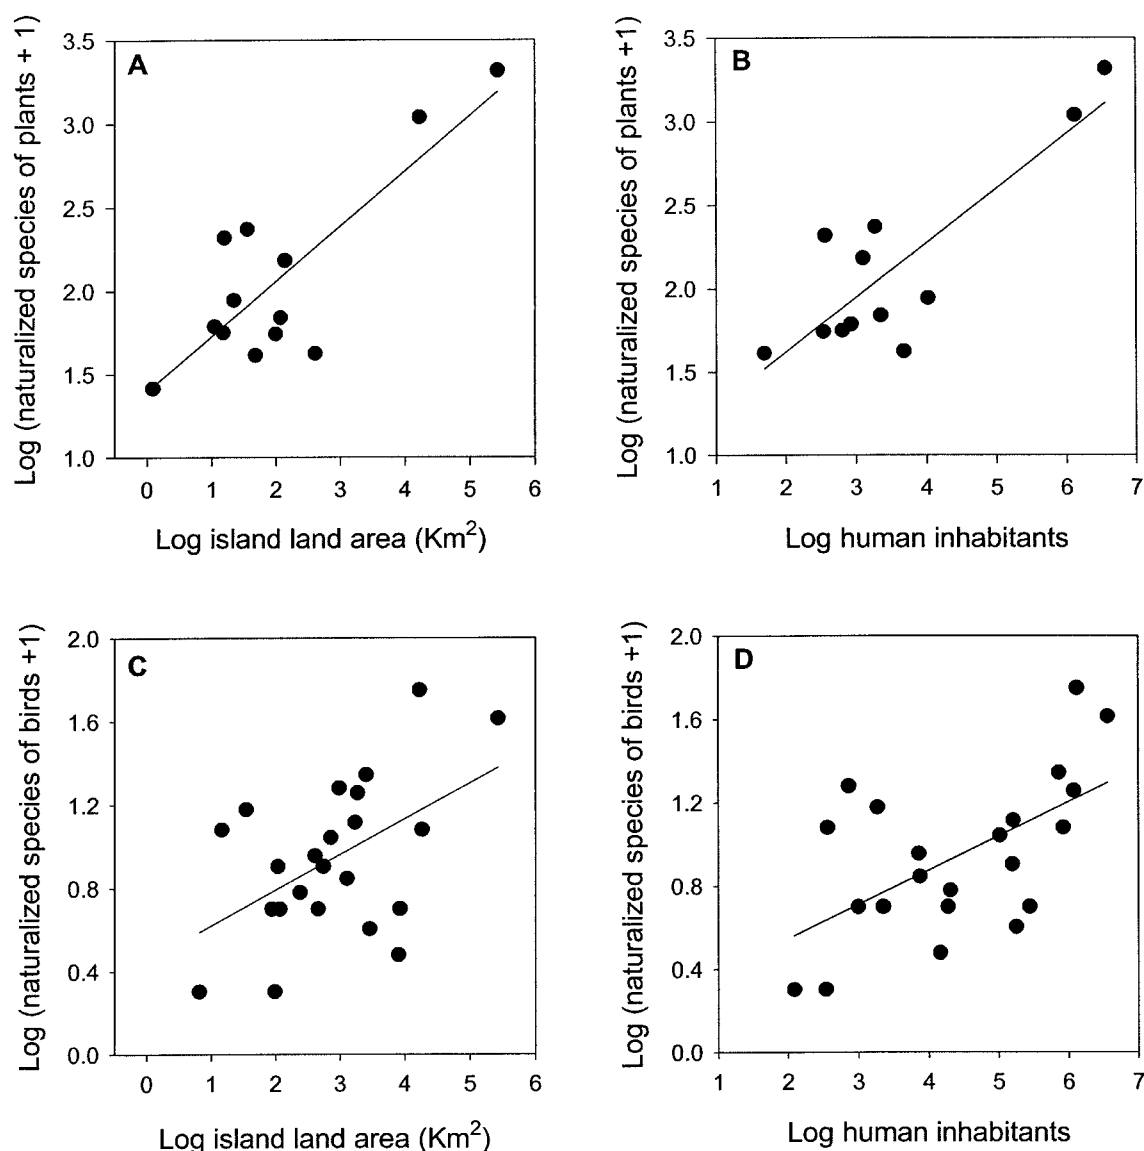 Log (naturalized species of plants + 1)
A
3.5
3.0
2.5
2.0
1.5
1.0
0 1 2 3 4 5 6
Log island land area (Km²)
Log (naturalized species of plants +1)
B
3.5
3.0
2.5
2.0
1.5
1.0
1 2 3 4 5 6 7
Log human inhabitants
Log (naturalized species of birds +1)
C
2.0
1.6
1.2
0.8
0.4
0.0
0 1 2 3 4 5 6
Log island land area (Km²)
Log (naturalized species of birds +1)
D
2.0
1.6
1.2
0.8
0.4
0.0
1 2 3 4 5 6 7
Log human inhabitants